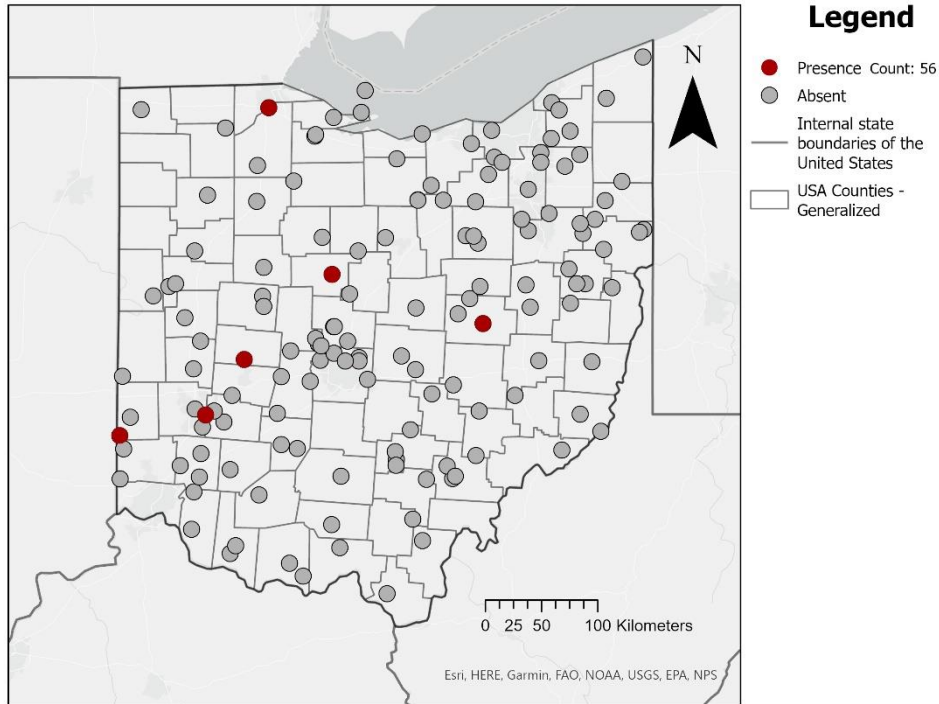 Legend
N
Presence Count: 56
Absent
Internal state
boundaries of the
United States
USA Counties -
Generalized
0 25 50 100 Kilometers
Esri, HERE, Garmin, FAO, NOAA, USGS, EPA, NPS